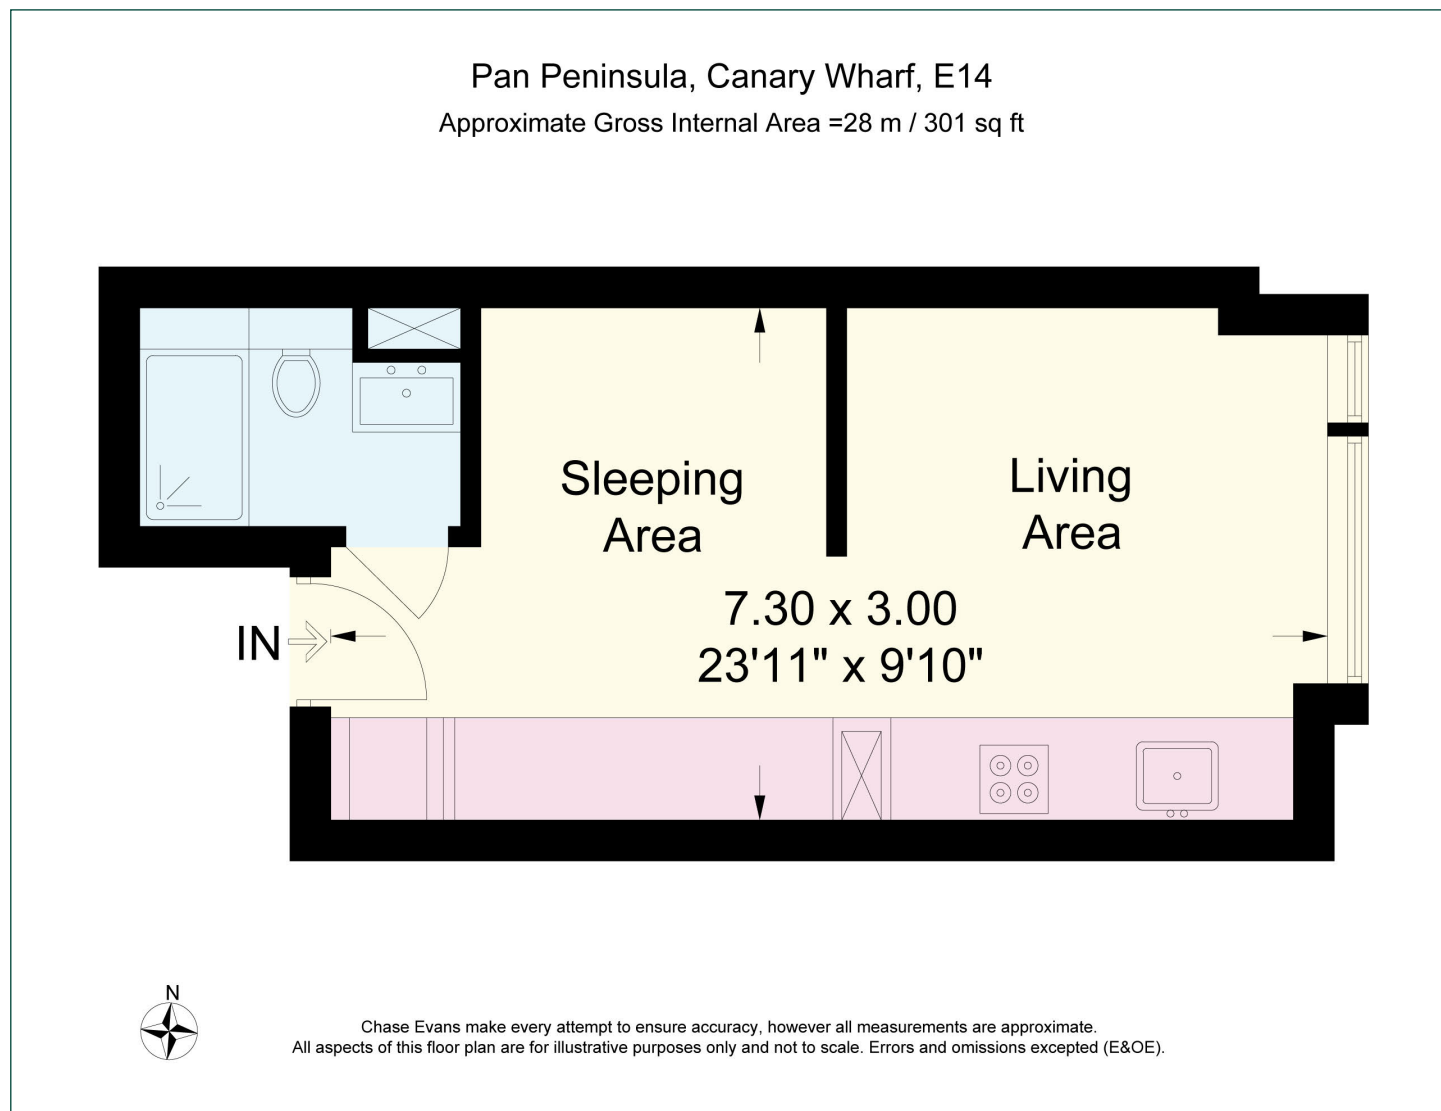 Pan Peninsula, Canary Wharf, E14
Approximate Gross Internal Area =28 m / 301 sq ft
Sleeping
Area
Living
Area
7.30 x 3.00
23'11" x 9'10"
IN
N
Chase Evans make every attempt to ensure accuracy, however all measurements are approximate.
All aspects of this floor plan are for illustrative purposes only and not to scale. Errors and omissions excepted (E&OE).